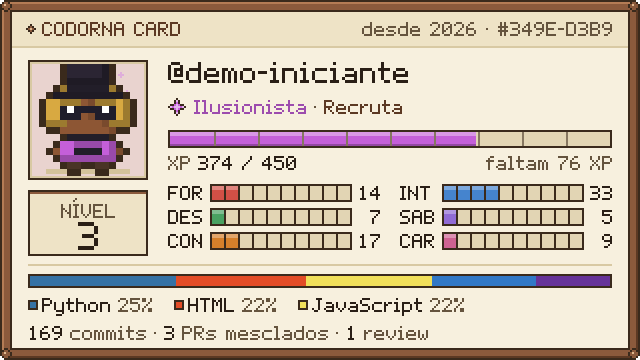 CODORNA CARD
desde 2026 · #349E-D3B9
@demo-iniciante
Ilusionista · Recruta
XP 374 / 450
faltam 76 XP
NÍVEL
3
FOR 14
INT 33
DES 7
SAB 5
CON 17
CAR 9
Python 25% HTML 22% JavaScript 22%
169 commits · 3 PRs mesclados · 1 review